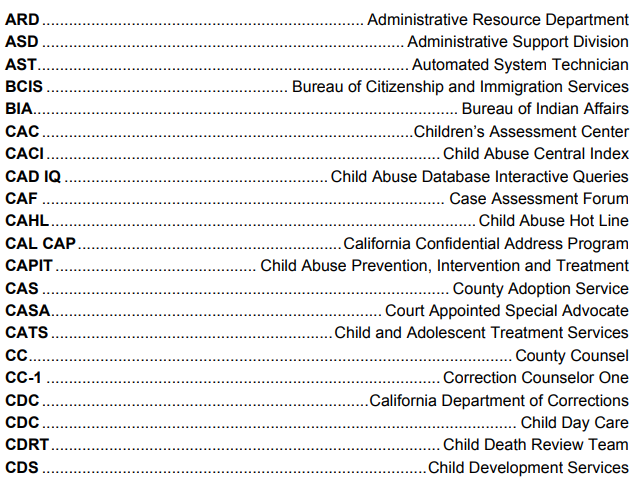 ARD ........................................................................ Administrative Resource Department
ASD ................................................................................. Administrative Support Division
AST.................................................................................... Automated System Technician
BCIS ...................................................... Bureau of Citizenship and Immigration Services
BIA............................................................................................... Bureau of Indian Affairs
CAC ....................................................................................Children’s Assessment Center
CACI ........................................................................................ Child Abuse Central Index
CAD IQ ............................................................ Child Abuse Database Interactive Queries
CAF .......................................................................................... Case Assessment Forum
CAHL................................................................................................ Child Abuse Hot Line
CAL CAP............................................................California Confidential Address Program
CAPIT ............................................. Child Abuse Prevention, Intervention and Treatment
CAS ............................................................................................ County Adoption Service
CASA........................................................................... Court Appointed Special Advocate
CATS ................................................................Child and Adolescent Treatment Services
CC............................................................................................................. County Counsel
CC-1 ........................................................................................ Correction Counselor One
CDC ..........................................................................California Department of Corrections
CDC ........................................................................................................... Child Day Care
CDRT........................................................................................ Child Death Review Team
CDS .......................................................................................Child Development Services